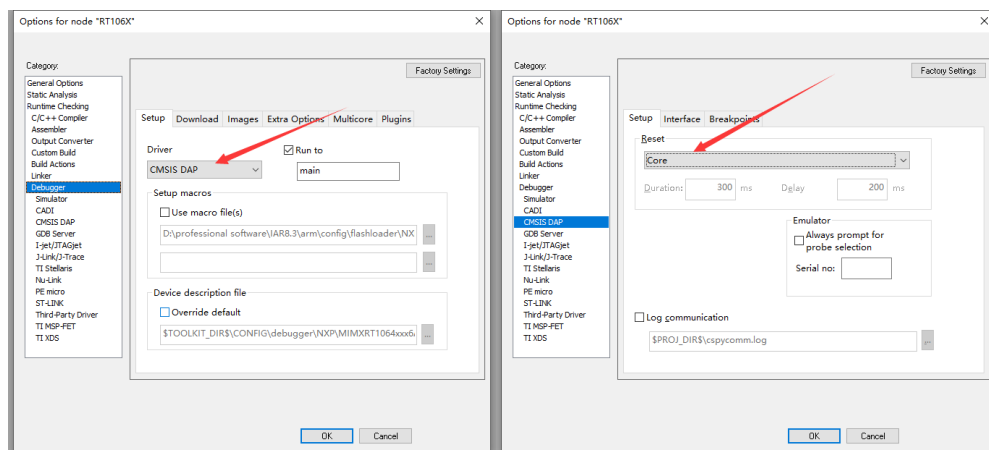 Options for node "RT106X"
Category:
General Options
Static Analysis
Runtime Checking
C/C++ Compiler
Assembler
Output Converter
Custom Build
Build Actions
Linker
Debugger
Simulator
CADI
CMSIS DAP
GDB Server
I-jet/JTAGjet
J-Link/J-Trace
TI Stellaris
Nu-Link
PE micro
ST-LINK
Third-Party Driver
TI MSP-FET
TI XDS
Factory Settings
Setup Download Images Extra Options Multicore Plugins
Driver
Run to
CMSIS DAP
main
Setup macros
Use macro file(s)
D:\professional software\IAR8.3\arm\config\flashloader\NX
...
...
Device description file
Override default
$TOOLKIT_DIR$\CONFIG\debugger\NXP\MIMXRT1064xxx6
...
OK Cancel
Options for node "RT106X"
Category:
General Options
Static Analysis
Runtime Checking
C/C++ Compiler
Assembler
Output Converter
Custom Build
Build Actions
Linker
Debugger
Simulator
CADI
CMSIS DAP
GDB Server
I-jet/JTAGjet
J-Link/J-Trace
TI Stellaris
Nu-Link
PE micro
ST-LINK
Third-Party Driver
TI MSP-FET
TI XDS
Factory Settings
Setup Interface Breakpoints
Reset
Core
Duration: 300 ms Delay 200 ms
Emulator
Always prompt for
probe selection
Serial no:
Log communication
$PROJ_DIR$\cspycomm.log
...
OK Cancel